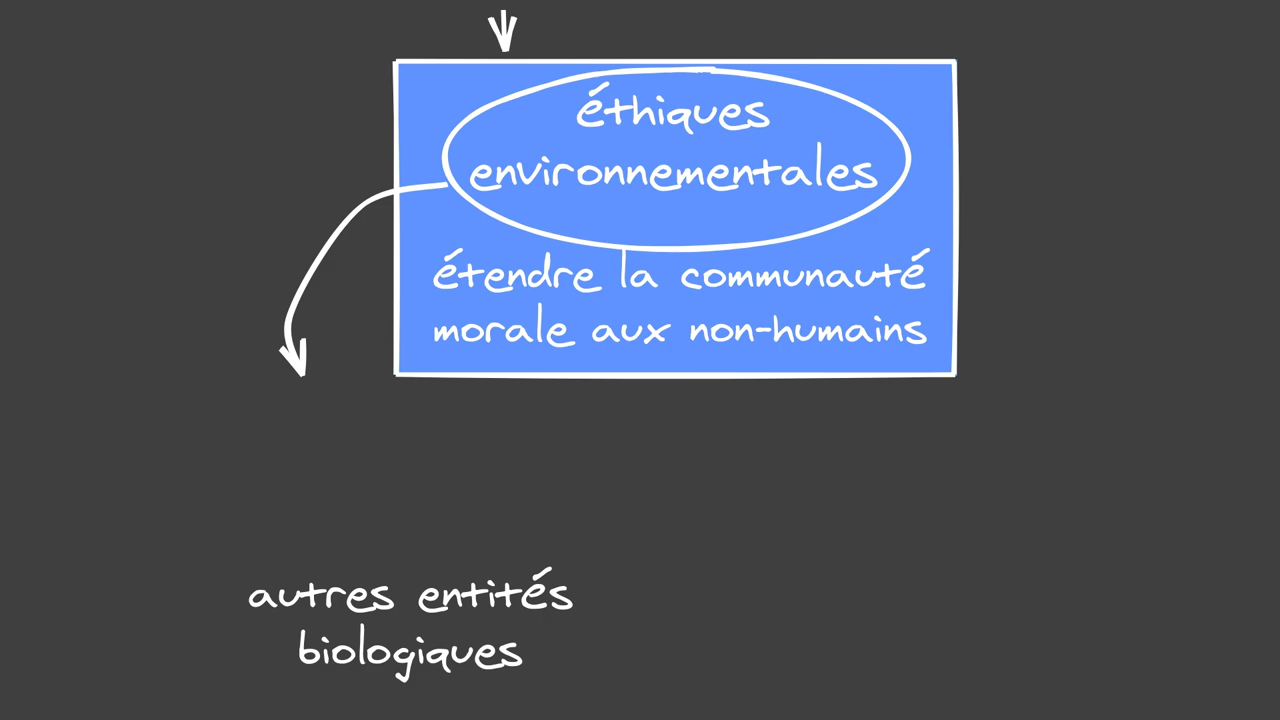 éthiques
environnementales
étendre la communauté
morale aux non-humains
autres entités
biologiques